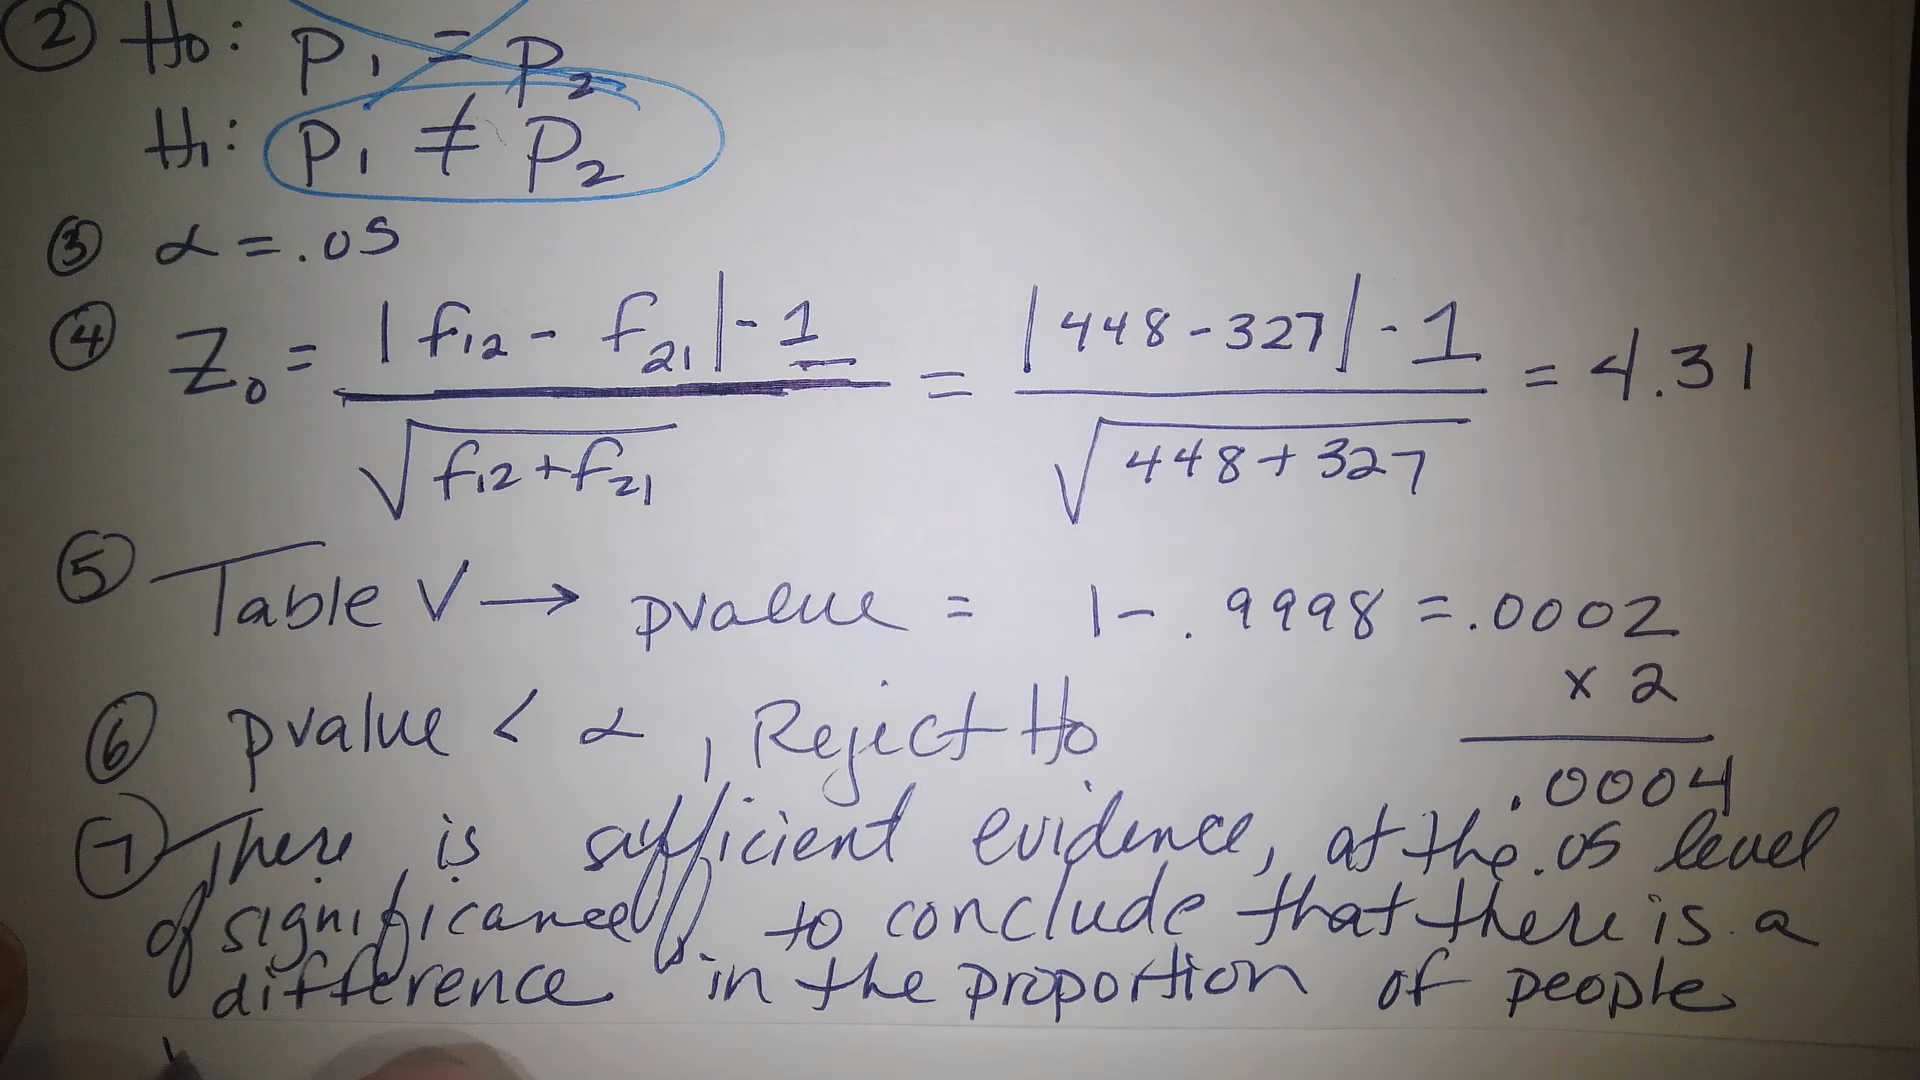 ② H₀: P₁ = P₂
H₁: P₁ ≠ P₂
③ α = .05
④ Z₀ = (|f₁₂ - f₂₁| - 1) / √(f₁₂ + f₂₁) = (|448 - 327| - 1) / √(448 + 327) = 4.31
⑤ Table V → pvalue = 1 - .9998 = .0002
x 2
.0004
⑥ pvalue < α, Reject H₀
⑦ There is sufficient evidence, at the .05 level
of significance to conclude that there is a
difference in the proportion of people